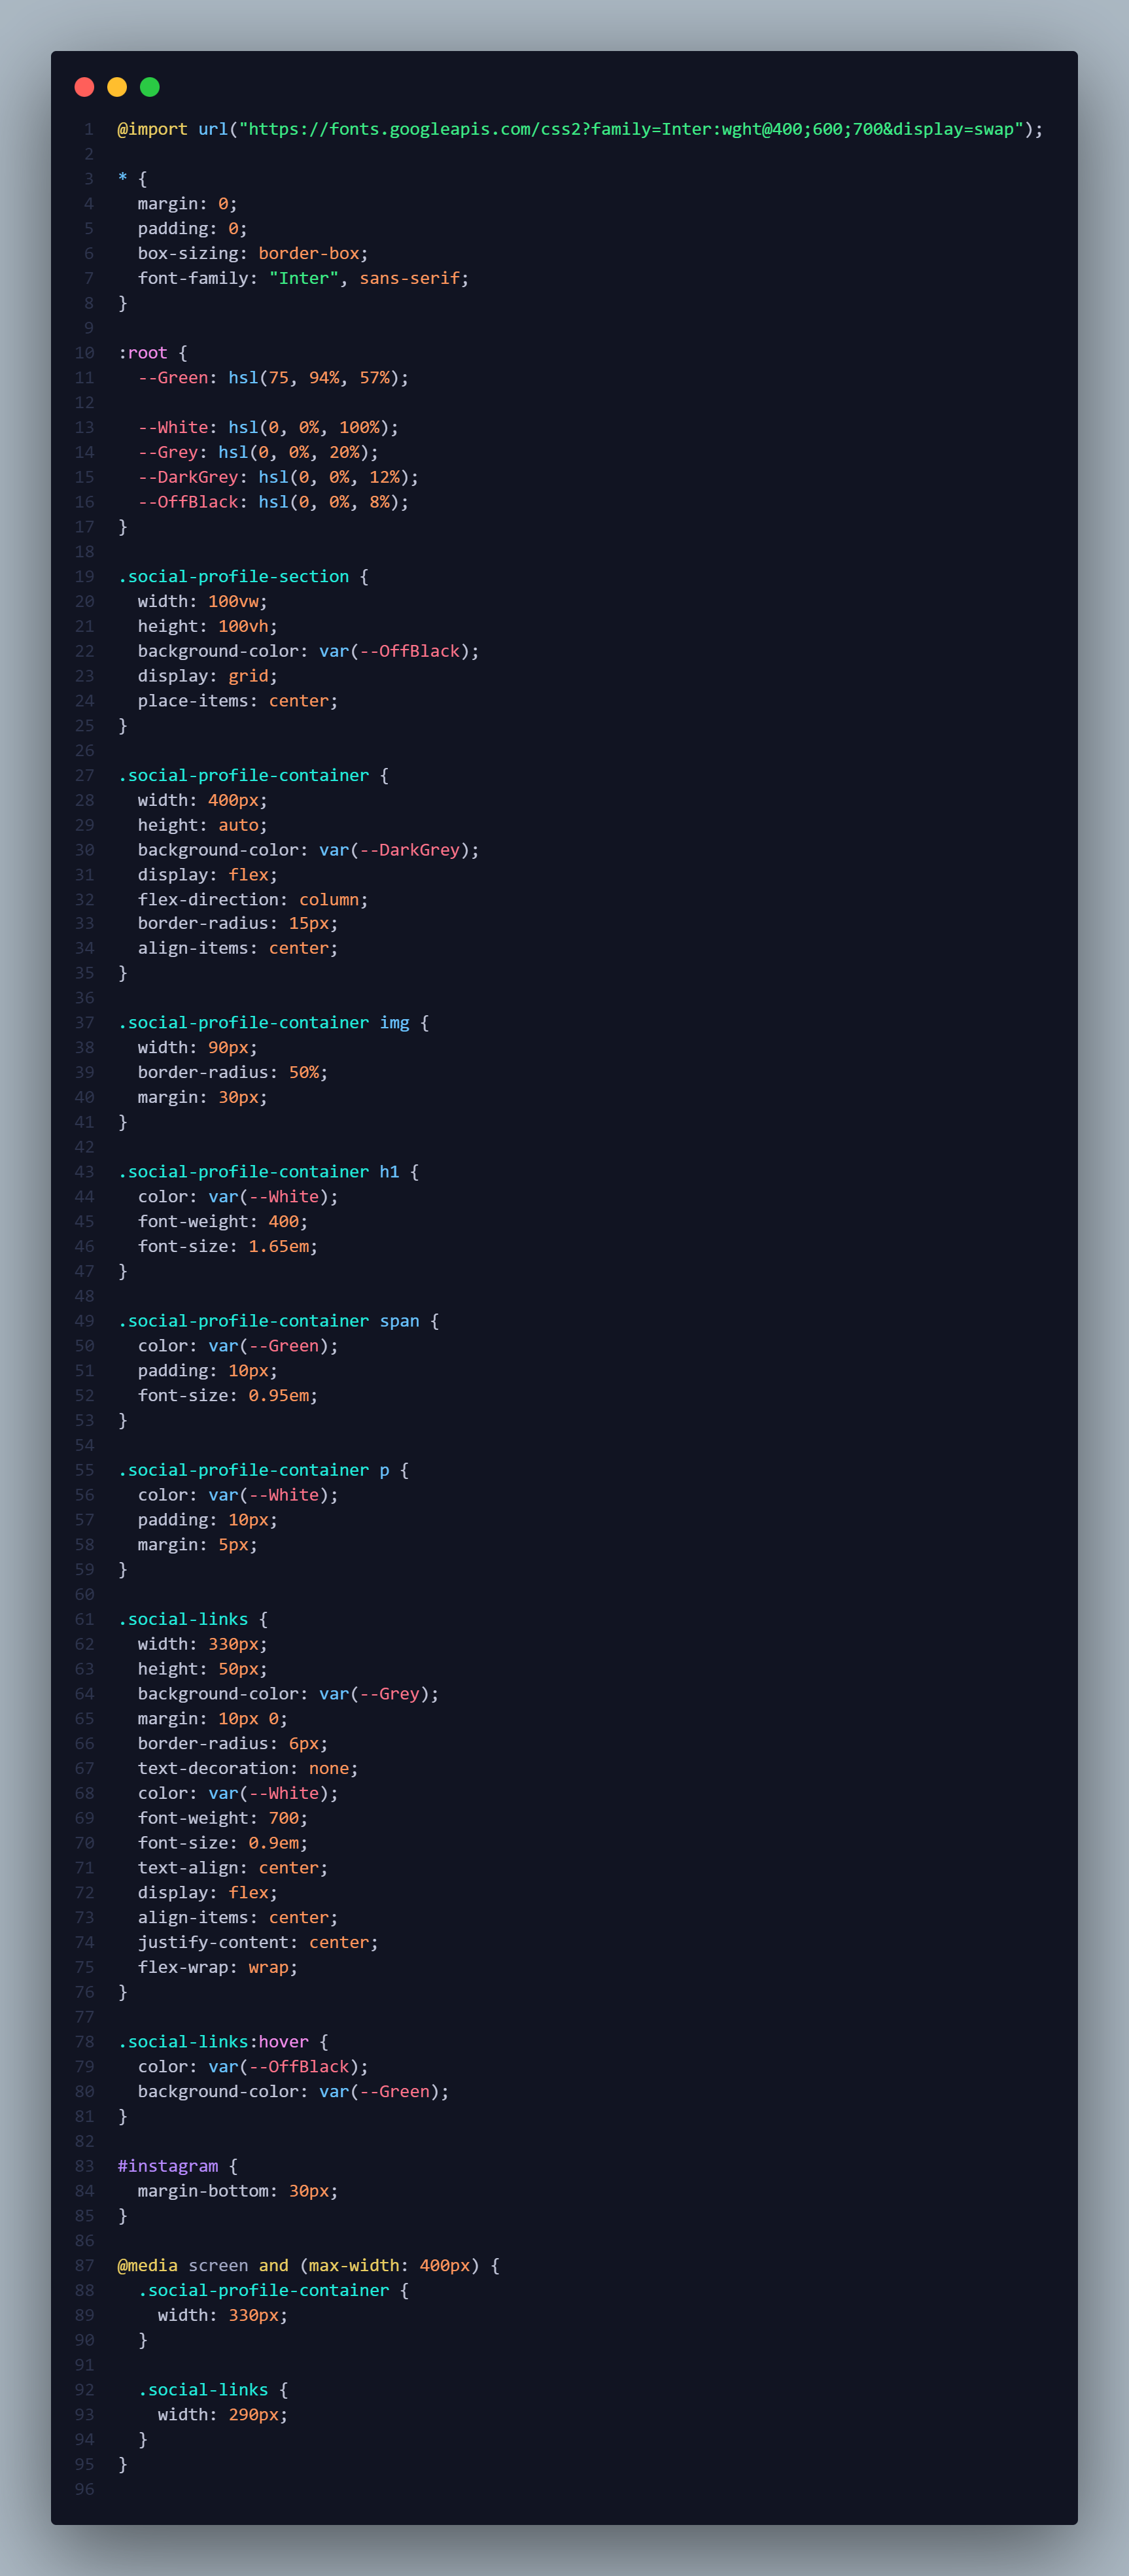 1 @import url("https://fonts.googleapis.com/css2?family=Inter:wght@400;600;700&display=swap");
2
3 * {
4   margin: 0;
5   padding: 0;
6   box-sizing: border-box;
7   font-family: "Inter", sans-serif;
8 }
9
10 :root {
11   --Green: hsl(75, 94%, 57%);
12
13   --White: hsl(0, 0%, 100%);
14   --Grey: hsl(0, 0%, 20%);
15   --DarkGrey: hsl(0, 0%, 12%);
16   --OffBlack: hsl(0, 0%, 8%);
17 }
18
19 .social-profile-section {
20   width: 100vw;
21   height: 100vh;
22   background-color: var(--OffBlack);
23   display: grid;
24   place-items: center;
25 }
26
27 .social-profile-container {
28   width: 400px;
29   height: auto;
30   background-color: var(--DarkGrey);
31   display: flex;
32   flex-direction: column;
33   border-radius: 15px;
34   align-items: center;
35 }
36
37 .social-profile-container img {
38   width: 90px;
39   border-radius: 50%;
40   margin: 30px;
41 }
42
43 .social-profile-container h1 {
44   color: var(--White);
45   font-weight: 400;
46   font-size: 1.65em;
47 }
48
49 .social-profile-container span {
50   color: var(--Green);
51   padding: 10px;
52   font-size: 0.95em;
53 }
54
55 .social-profile-container p {
56   color: var(--White);
57   padding: 10px;
58   margin: 5px;
59 }
60
61 .social-links {
62   width: 330px;
63   height: 50px;
64   background-color: var(--Grey);
65   margin: 10px 0;
66   border-radius: 6px;
67   text-decoration: none;
68   color: var(--White);
69   font-weight: 700;
70   font-size: 0.9em;
71   text-align: center;
72   display: flex;
73   align-items: center;
74   justify-content: center;
75   flex-wrap: wrap;
76 }
77
78 .social-links:hover {
79   color: var(--OffBlack);
80   background-color: var(--Green);
81 }
82
83 #instagram {
84   margin-bottom: 30px;
85 }
86
87 @media screen and (max-width: 400px) {
88   .social-profile-container {
89     width: 330px;
90   }
91
92   .social-links {
93     width: 290px;
94   }
95 }
96